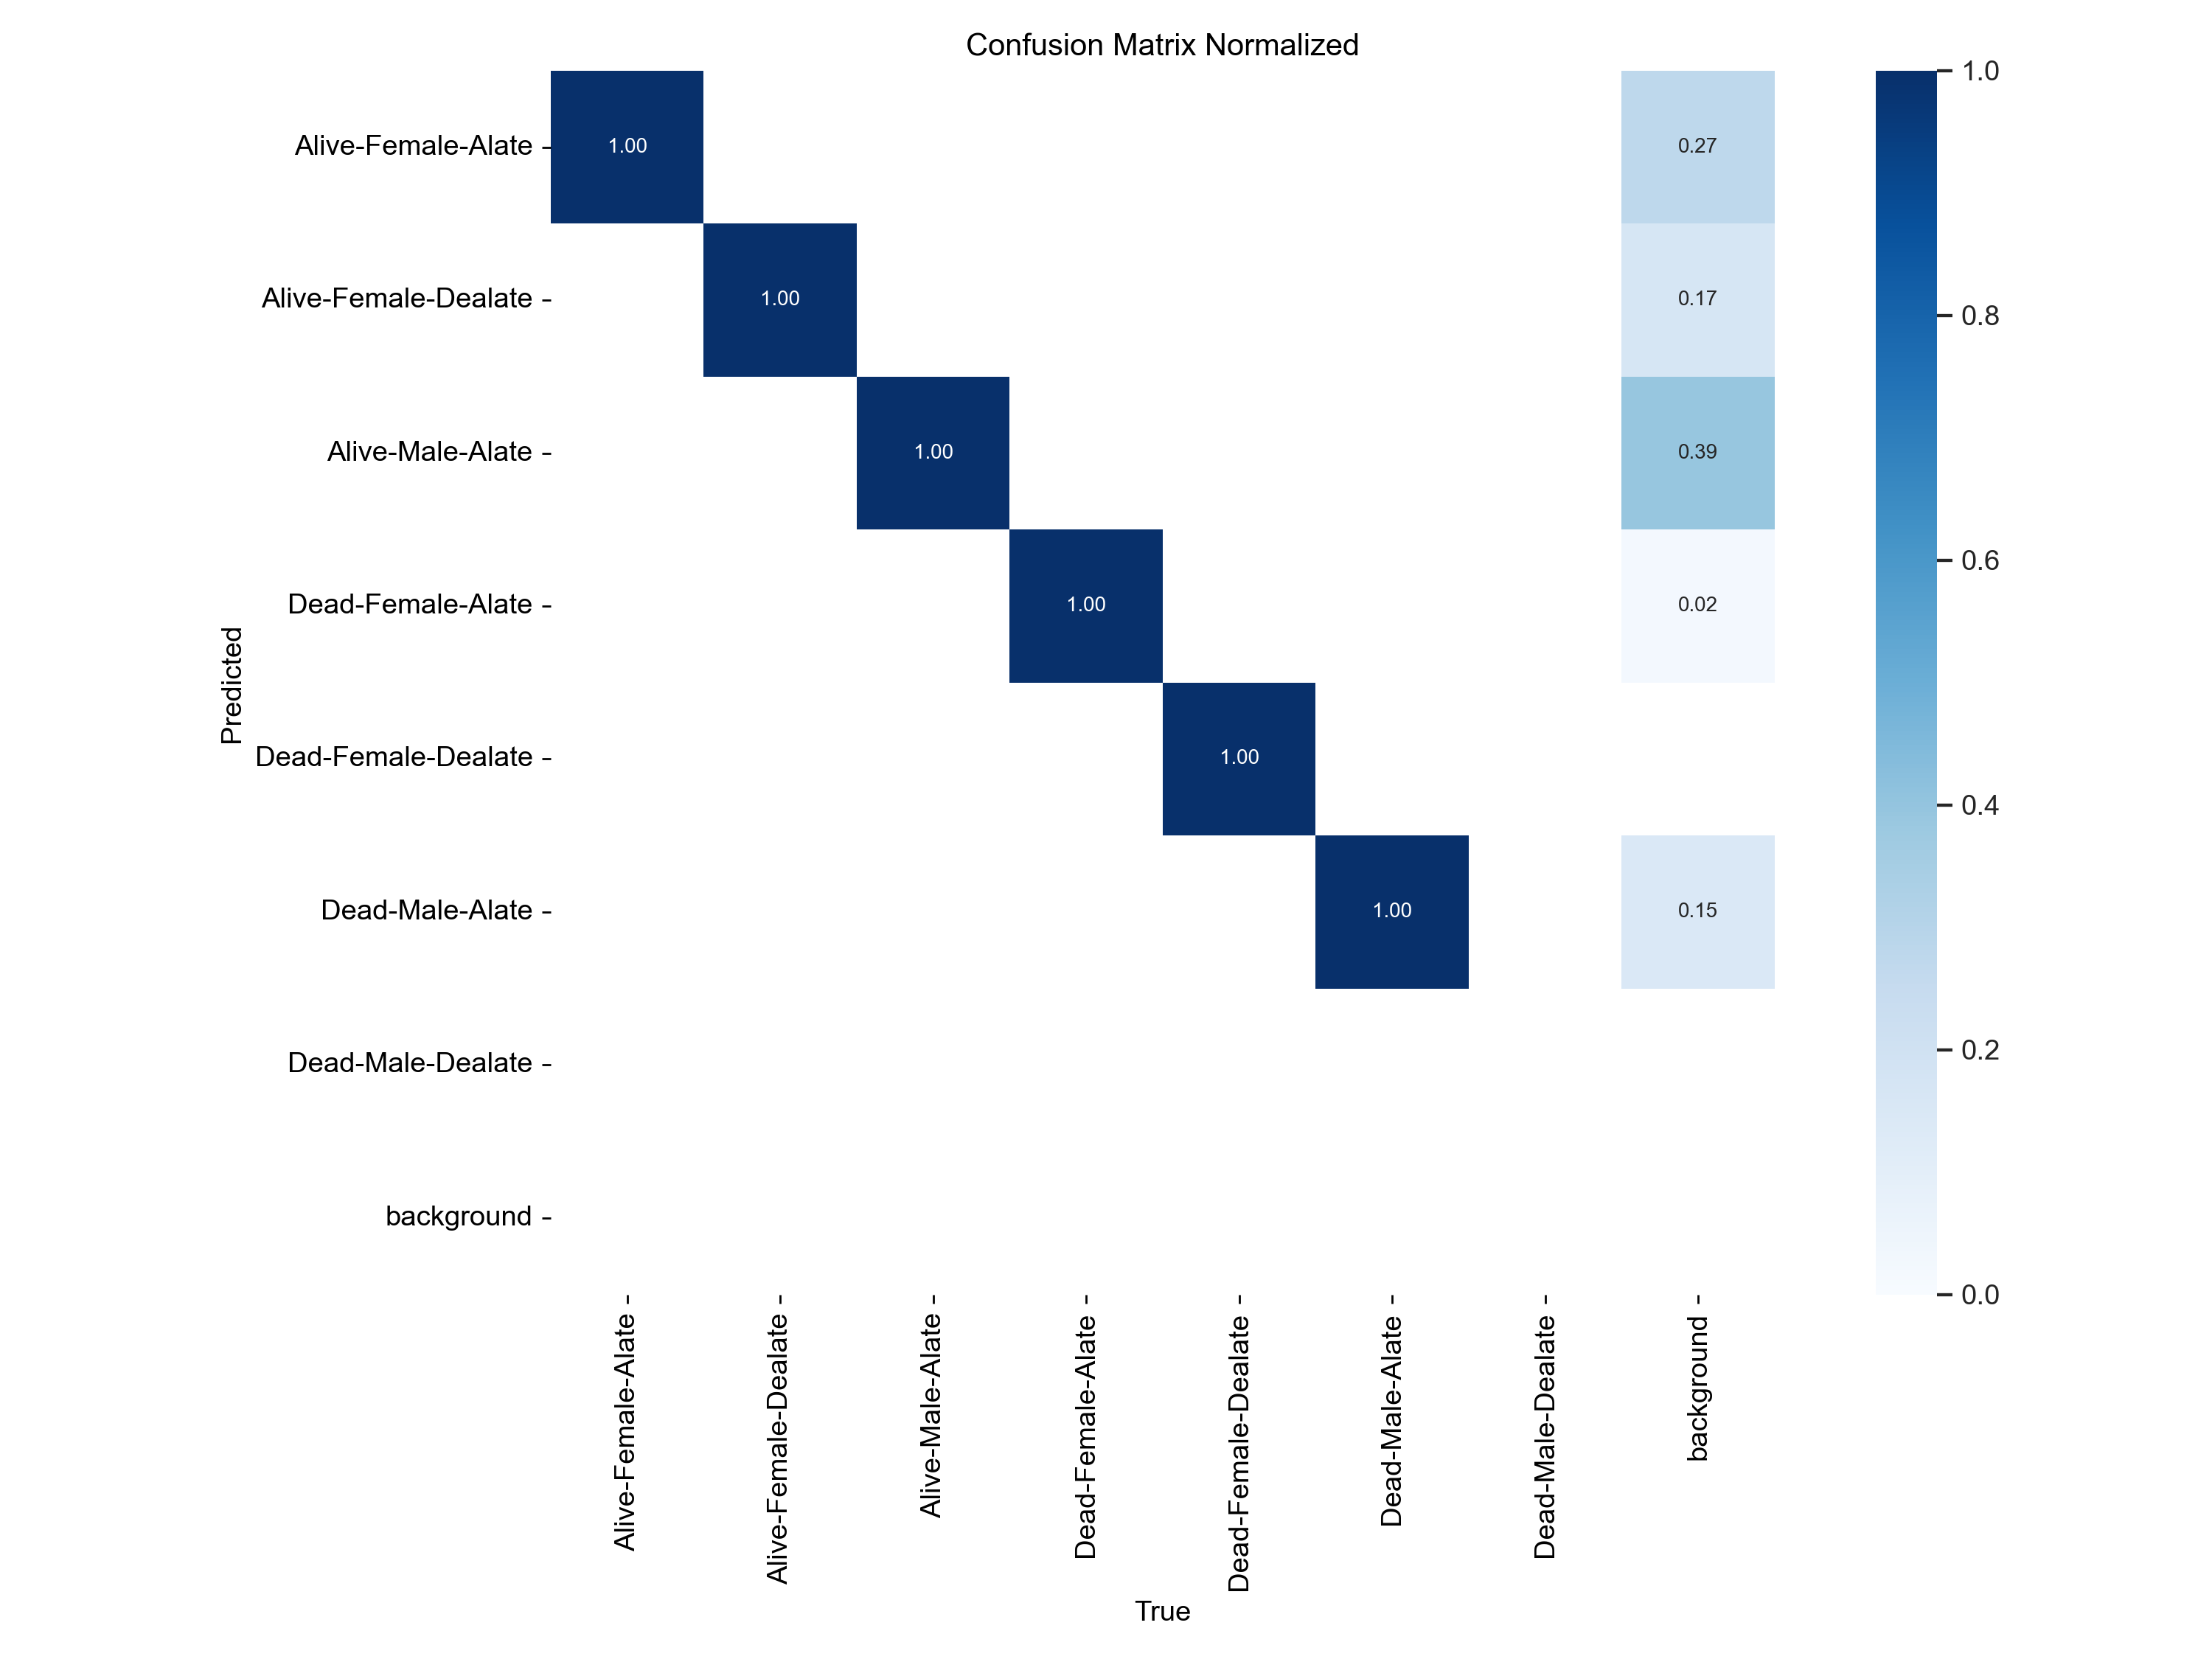 Confusion Matrix Normalized
Alive-Female-Alate
1.00
0.27
Alive-Female-Dealate
1.00
0.17
Alive-Male-Alate
1.00
0.39
Dead-Female-Alate
1.00
0.02
Dead-Female-Dealate
1.00
Dead-Male-Alate
1.00
0.15
Dead-Male-Dealate
background
Predicted
Alive-Female-Alate
Alive-Female-Dealate
Alive-Male-Alate
Dead-Female-Alate
Dead-Female-Dealate
Dead-Male-Alate
Dead-Male-Dealate
background
True
1.0
0.8
0.6
0.4
0.2
0.0